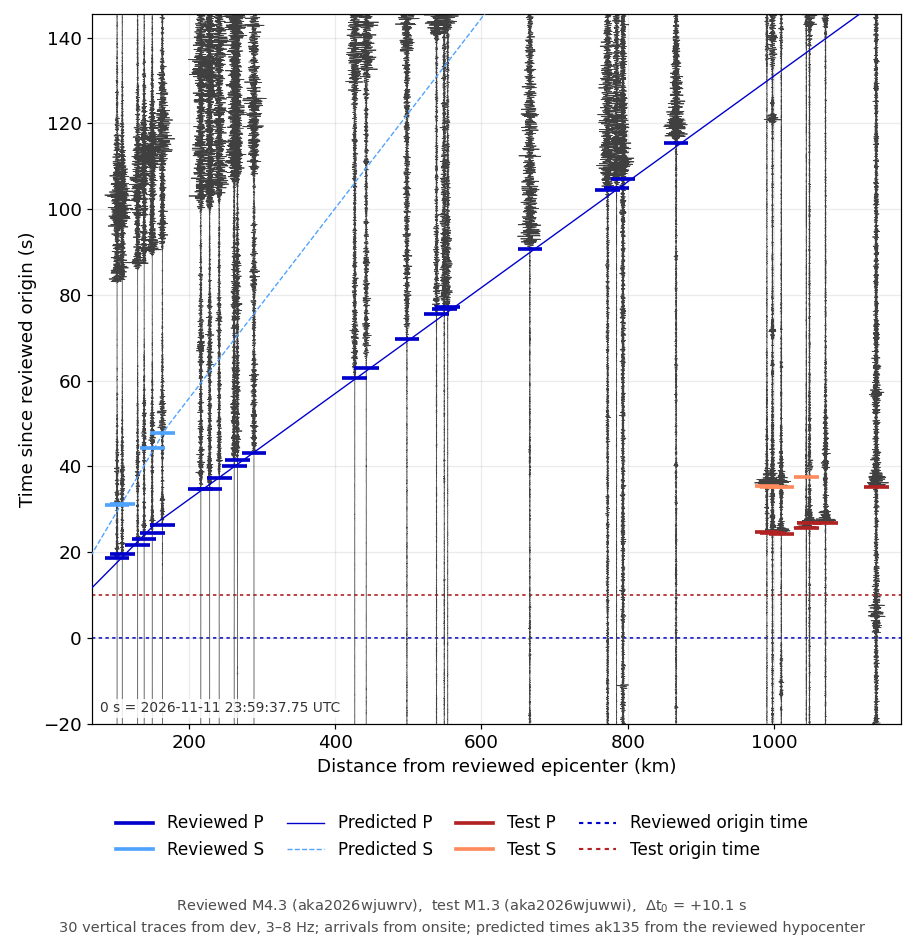 140
120
100
80
60
40
20
0
−20
Time since reviewed origin (s)
0 s = 2026-11-11 23:59:37.75 UTC
200 400 600 800 1000
Distance from reviewed epicenter (km)
Reviewed P Predicted P Test P Reviewed origin time
Reviewed S Predicted S Test S Test origin time
Reviewed M4.3 (aka2026wjuwrv), test M1.3 (aka2026wjuwwi), Δt₀ = +10.1 s
30 vertical traces from dev, 3–8 Hz; arrivals from onsite; predicted times ak135 from the reviewed hypocenter